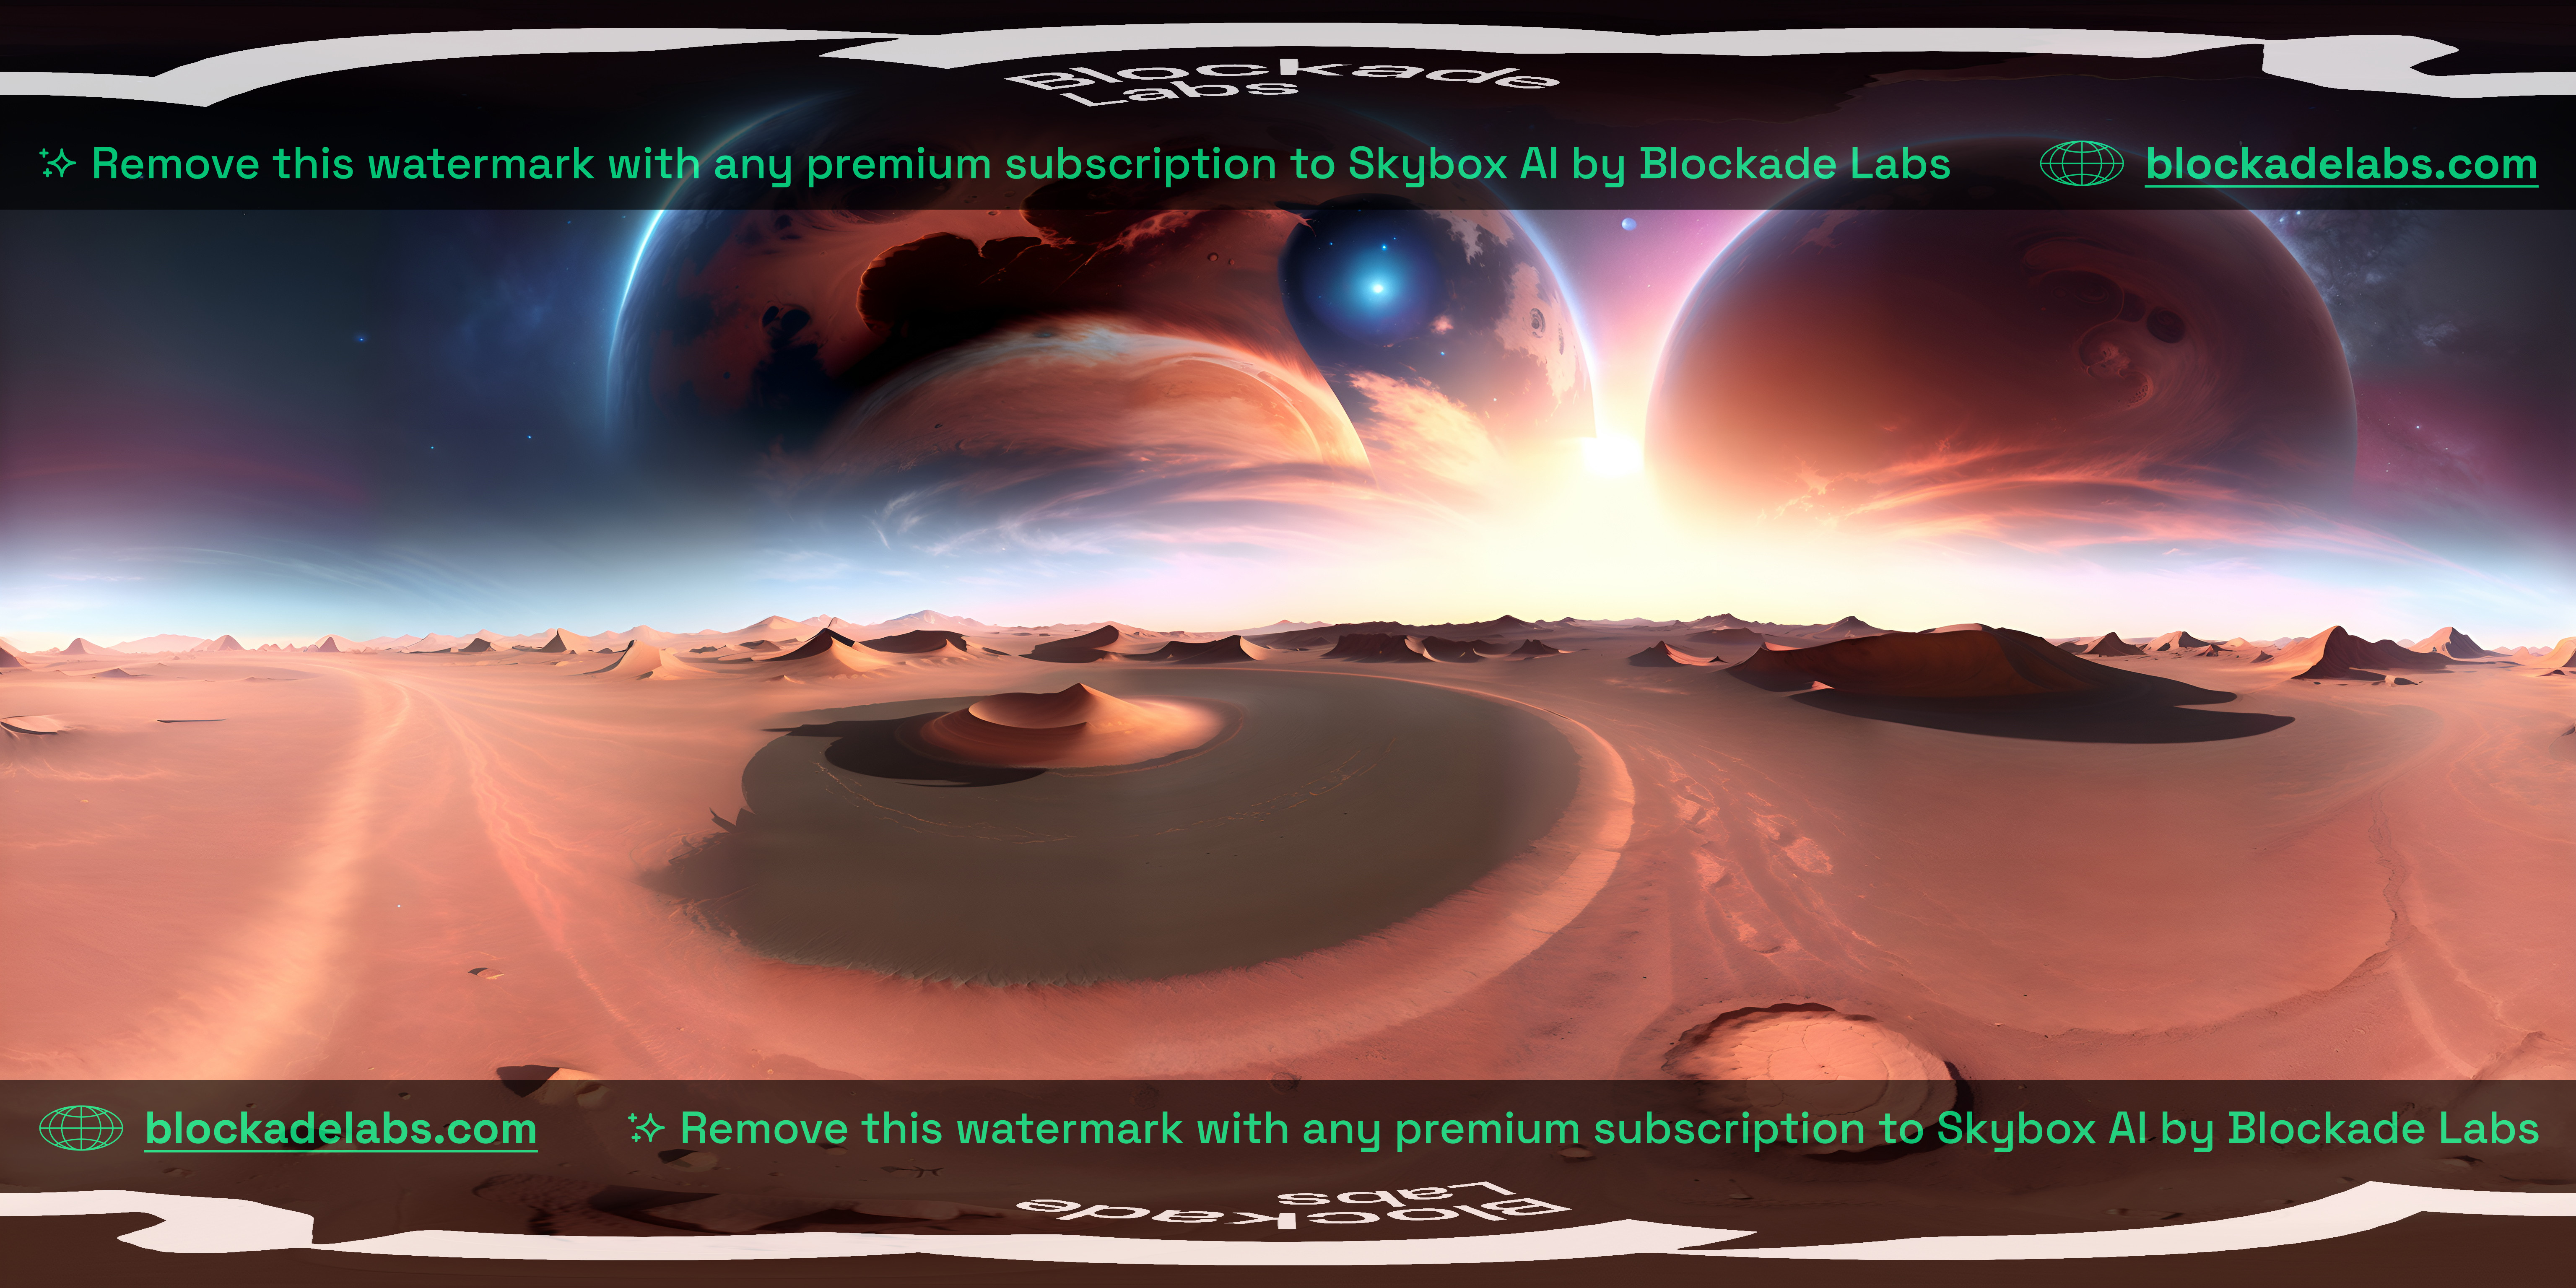 Blockade
Labs
Remove this watermark with any premium subscription to Skybox AI by Blockade Labs
blockadelabs.com
blockadelabs.com
Remove this watermark with any premium subscription to Skybox AI by Blockade Labs
Blockade
Labs